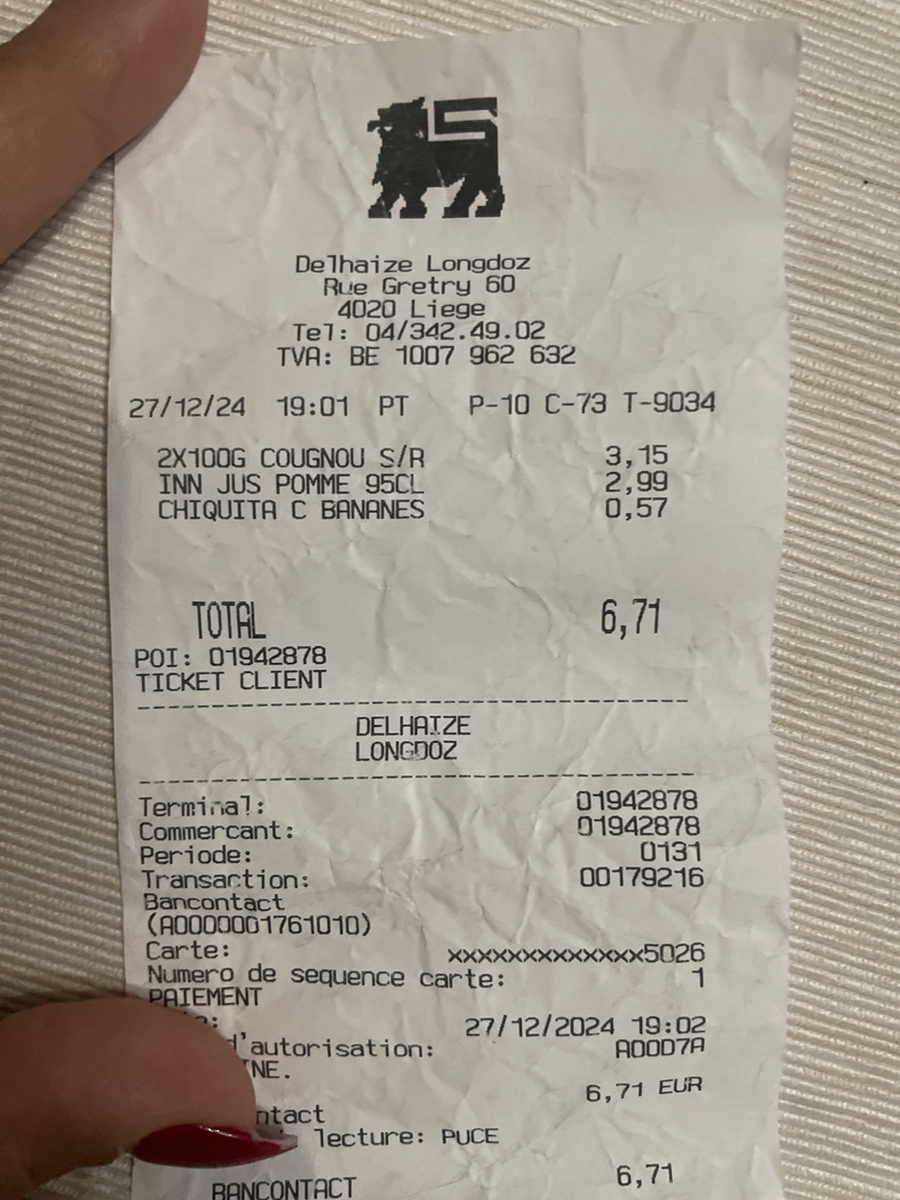 Delhaize Longdoz
Rue Gretry 60
4020 Liege
Tel: 04/342.49.02
TVA: BE 1007 962 632
27/12/24 19:01 PT P-10 C-73 T-9034
2X100G COUGNOU S/R 3,15
INN JUS POMME 95CL 2,99
CHIQUITA C BANANES 0,57
TOTAL 6,71
POI: 01942878
TICKET CLIENT
DELHAIZE
LONGDOZ
Terminal: 01942878
Commercant: 01942878
Periode: 0131
Transaction: 00179216
Bancontact
(A0000001761010)
Carte: xxxxxxxxxxxxx5026
Numero de sequence carte: 1
PAIEMENT
27/12/2024 19:02
d'autorisation: A00D7A
6,71 EUR
lecture: PUCE
BANCONTACT 6,71